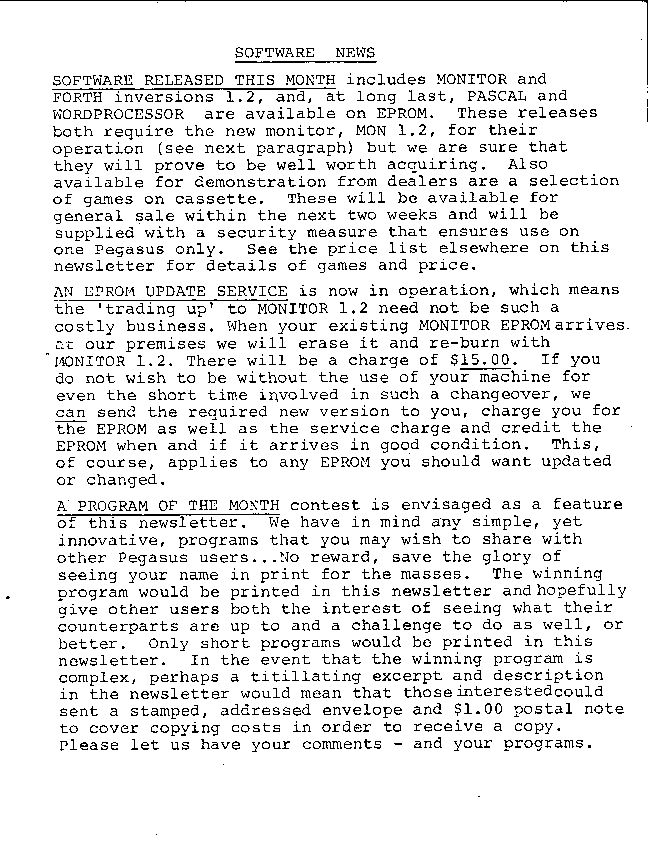 SOFTWARE NEWS
SOFTWARE RELEASED THIS MONTH includes MONITOR and
FORTH inversions 1.2, and, at long last, PASCAL and
WORDPROCESSOR are available on EPROM. These releases
both require the new monitor, MON 1.2, for their
operation (see next paragraph) but we are sure that
they will prove to be well worth acquiring. Also
available for demonstration from dealers are a selection
of games on cassette. These will be available for
general sale within the next two weeks and will be
supplied with a security measure that ensures use on
one Pegasus only. See the price list elsewhere on this
newsletter for details of games and price.
AN EPROM UPDATE SERVICE is now in operation, which means
the 'trading up' to MONITOR 1.2 need not be such a
costly business. When your existing MONITOR EPROM arrives
at our premises we will erase it and re-burn with
MONITOR 1.2. There will be a charge of $15.00. If you
do not wish to be without the use of your machine for
even the short time involved in such a changeover, we
can send the required new version to you, charge you for
the EPROM as well as the service charge and credit the
EPROM when and if it arrives in good condition. This,
of course, applies to any EPROM you should want updated
or changed.
A PROGRAM OF THE MONTH contest is envisaged as a feature
of this newsletter. We have in mind any simple, yet
innovative, programs that you may wish to share with
other Pegasus users...No reward, save the glory of
seeing your name in print for the masses. The winning
program would be printed in this newsletter and hopefully
give other users both the interest of seeing what their
counterparts are up to and a challenge to do as well, or
better. Only short programs would be printed in this
newsletter. In the event that the winning program is
complex, perhaps a titillating excerpt and description
in the newsletter would mean that those interested could
sent a stamped, addressed envelope and $1.00 postal note
to cover copying costs in order to receive a copy.
Please let us have your comments - and your programs.